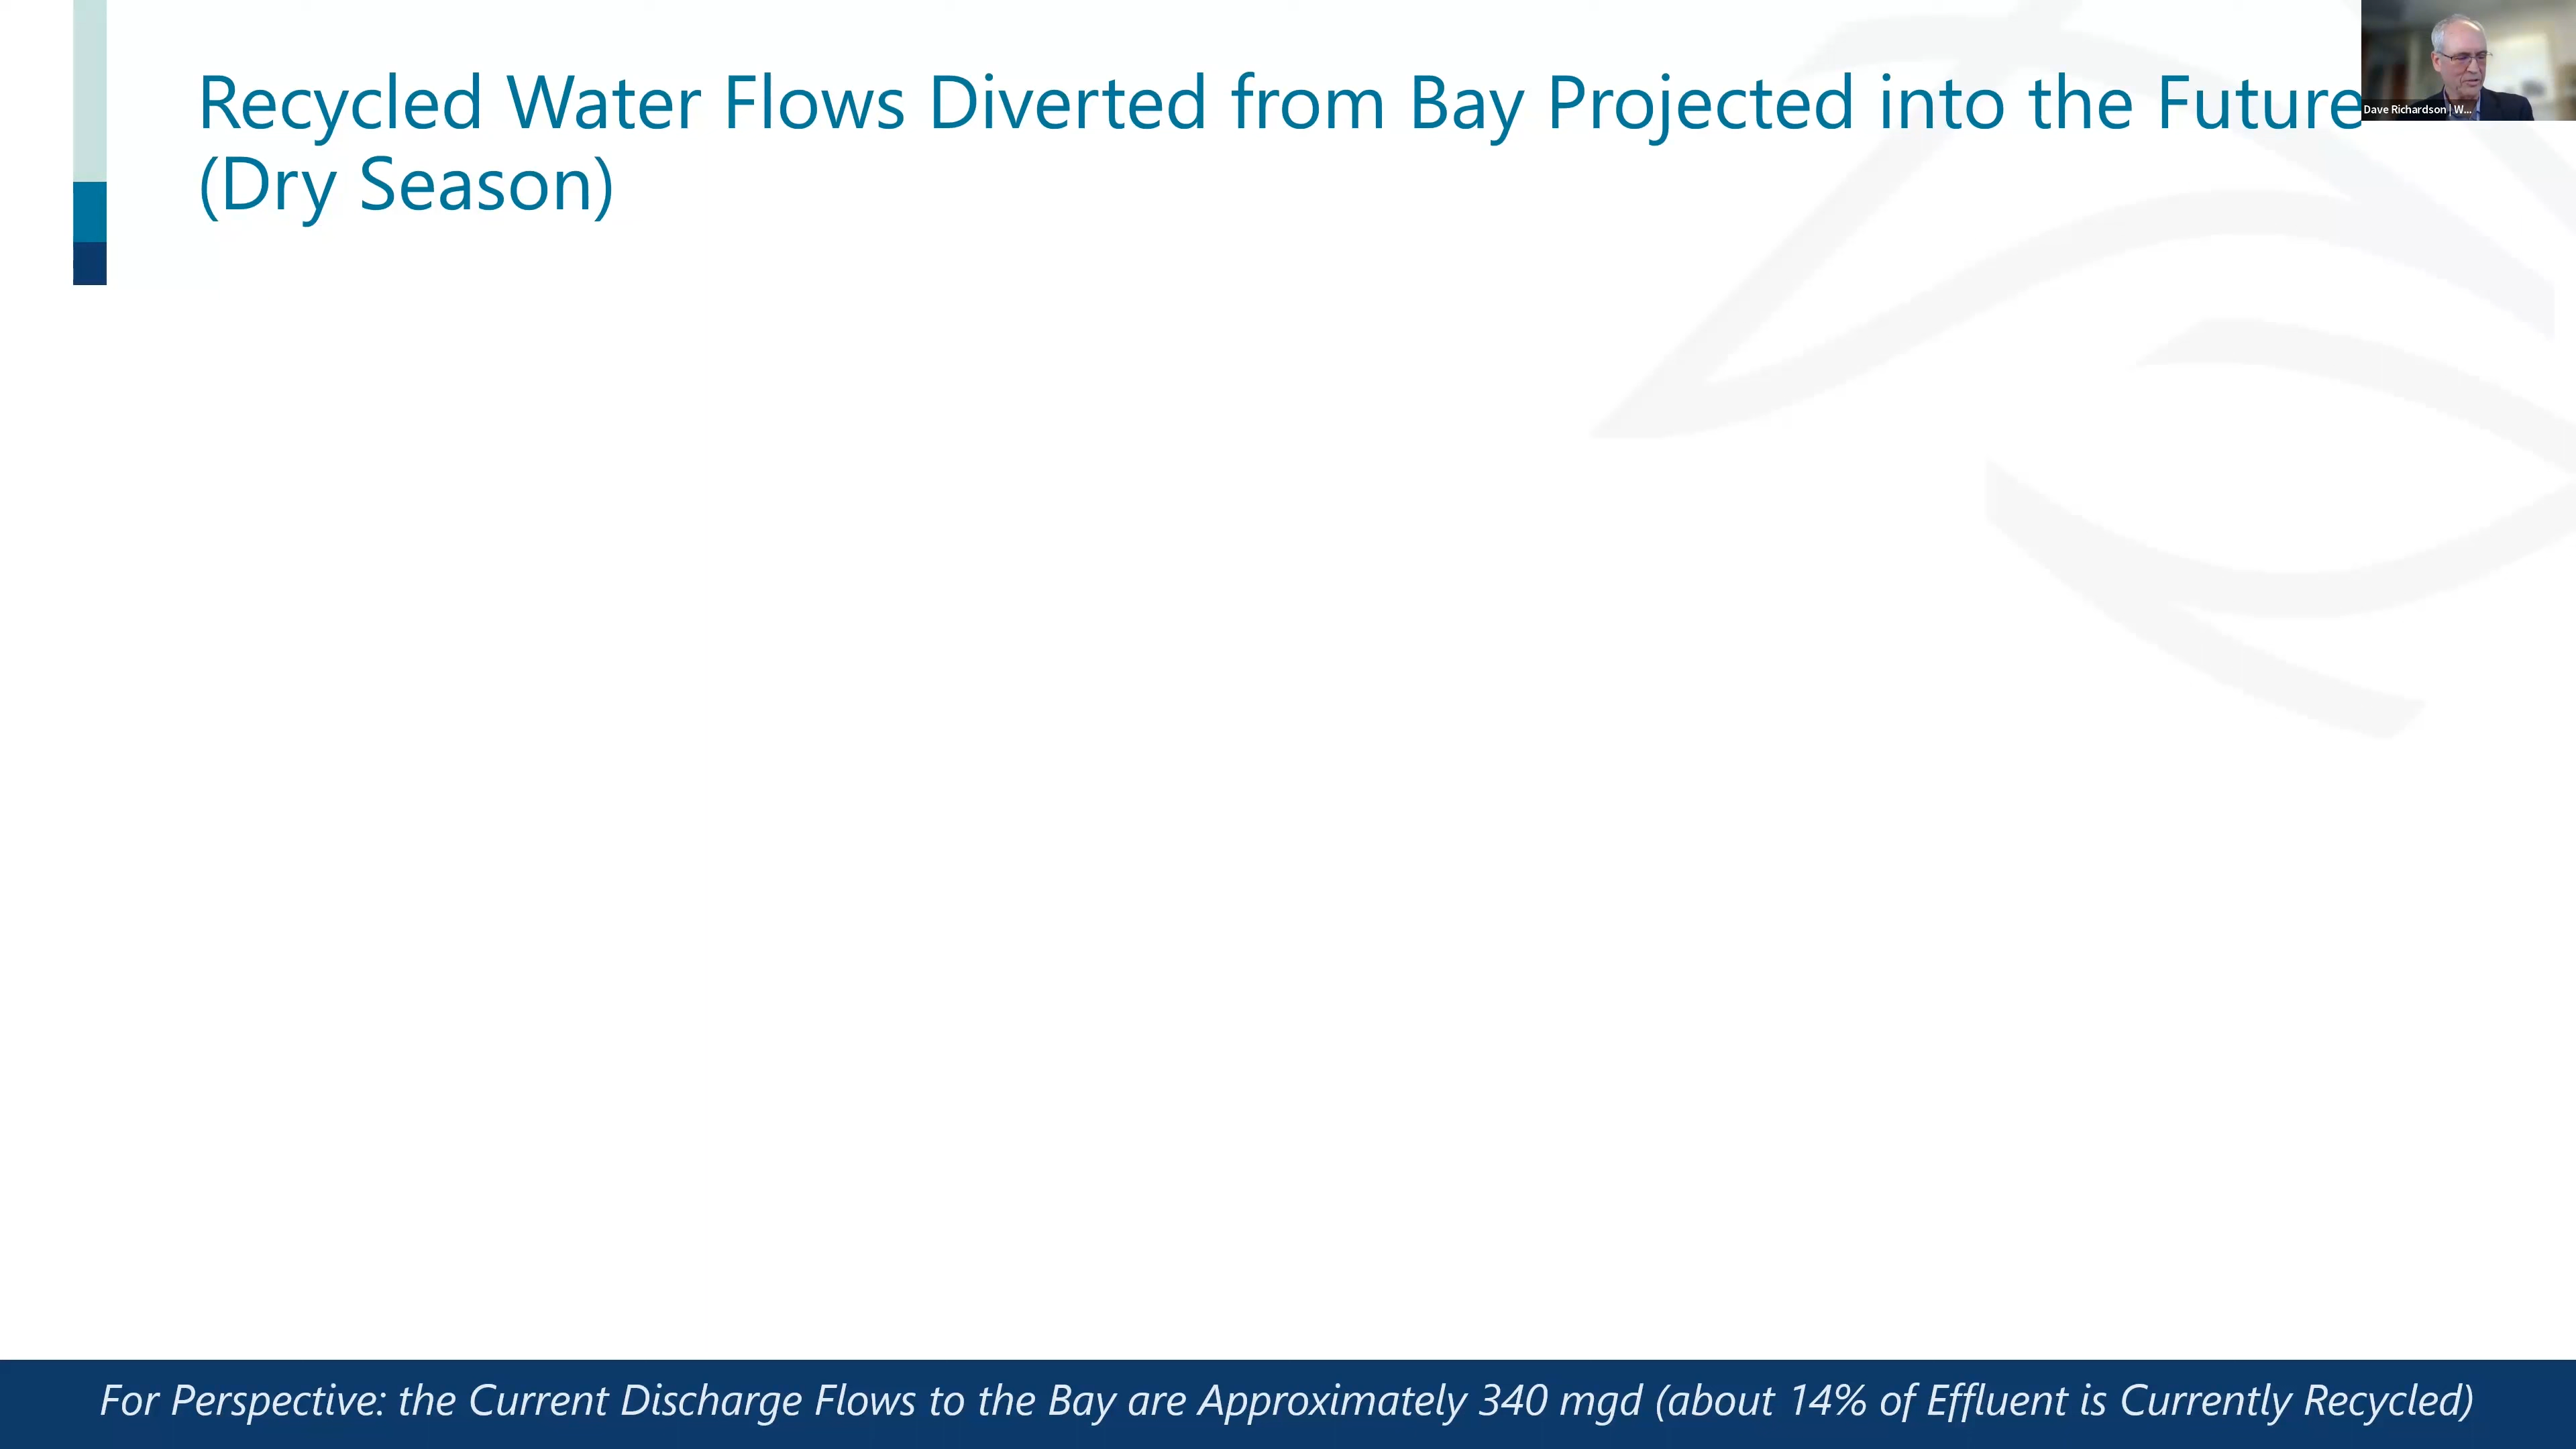 Recycled Water Flows Diverted from Bay Projected into the Future
(Dry Season)
Dave Richardson | W...
For Perspective: the Current Discharge Flows to the Bay are Approximately 340 mgd (about 14% of Effluent is Currently Recycled)